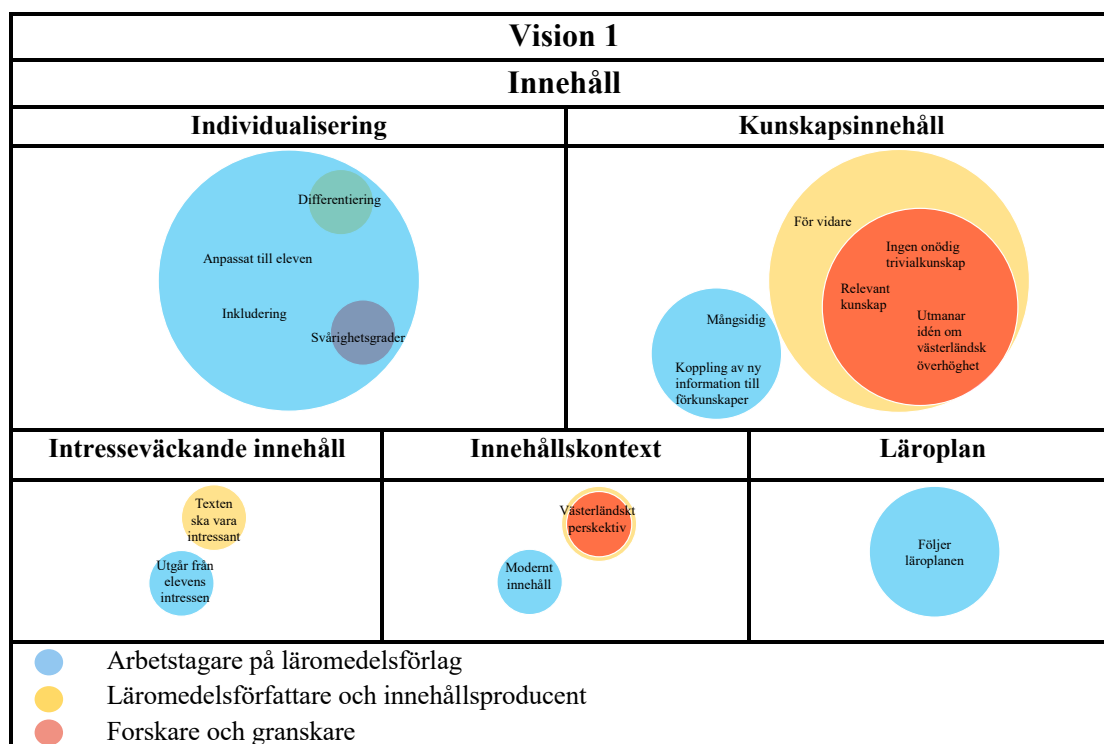 Vision 1
Innehåll
Individualisering
Kunskapsinnehåll
Differentiering
Anpassat till eleven
Inkludering
Svårighetsgrader
För vidare
Ingen onödig
trivialkunskap
Relevant
kunskap
Utmanar
idén om
västerländsk
överhöghet
Mångsidig
Koppling av ny
information till
förkunskaper
Intresseväckande innehåll
Innehållskontext
Läroplan
Texten
ska vara
intressant
Utgår från
elevens
intressen
Västerländskt
perskektiv
Modernt
innehåll
Följer
läroplanen
Arbetstagare på läromedelsförlag
Läromedelsförfattare och innehållsproducent
Forskare och granskare